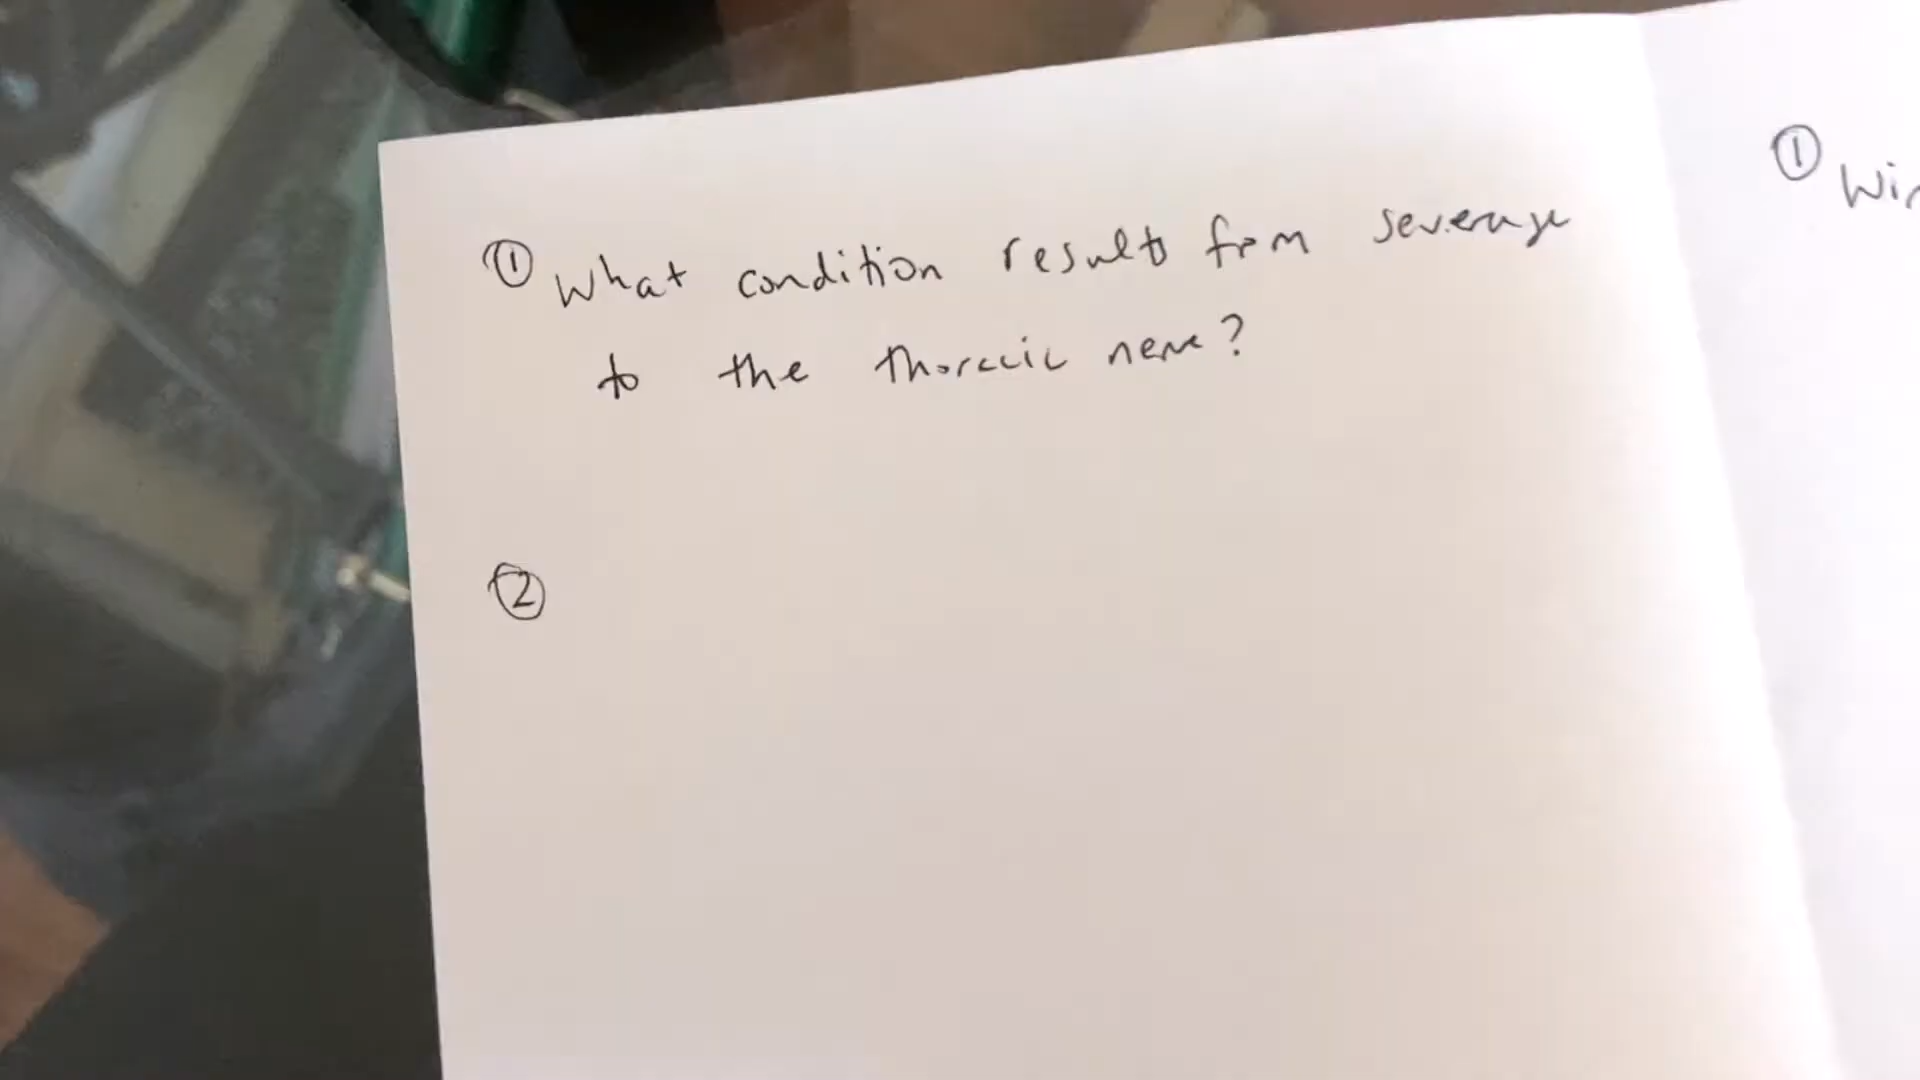 ① What condition results from severage
to the thoracic nerve?
②
① Wi